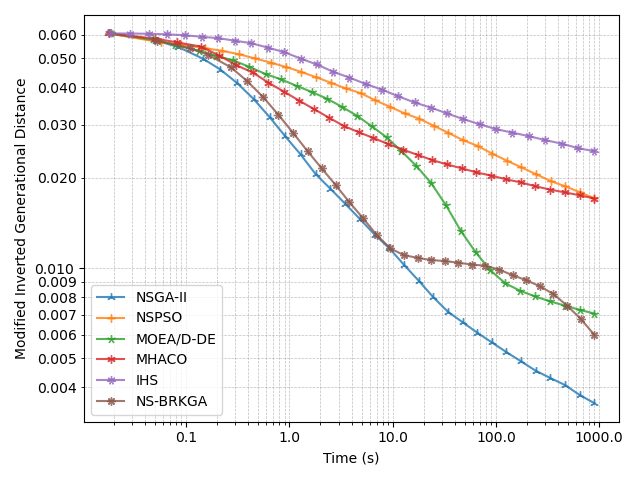 Modified Inverted Generational Distance
0.060
0.050
0.040
0.030
0.020
0.010
0.009
0.008
0.007
0.006
0.005
0.004
NSGA-II
NSPSO
MOEA/D-DE
MHACO
IHS
NS-BRKGA
0.1
1.0
10.0
100.0
1000.0
Time (s)